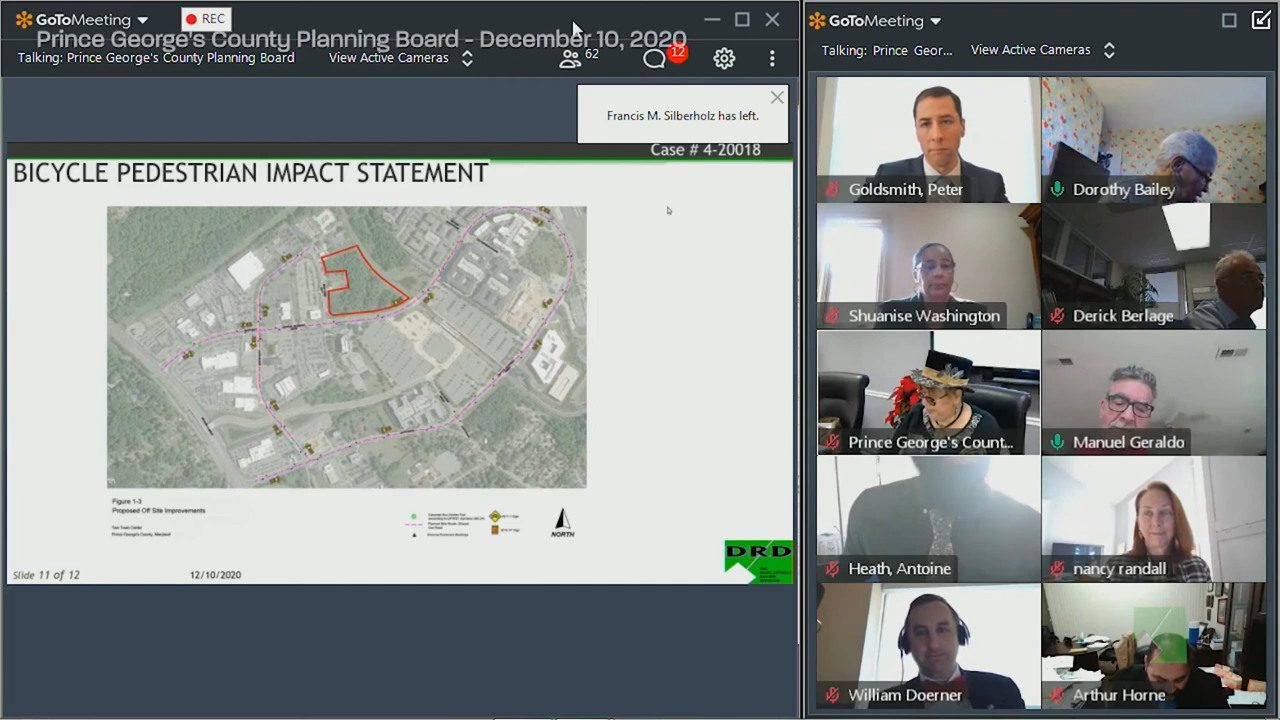 GoToMeeting
REC
Prince George's County Planning Board - December 10, 2020
Talking: Prince George's County Planning Board
View Active Cameras
62
12
Francis M. Silberholz has left.
Case # 4-20018
BICYCLE PEDESTRIAN IMPACT STATEMENT
Figure 1-3
Proposed Off Site Improvements
Prince George's County, Maryland
NORTH
DRD
Slide 11 of 12
12/10/2020
GoToMeeting
Talking: Prince Geor...
View Active Cameras
Goldsmith, Peter
Dorothy Bailey
Shuanise Washington
Derick Berlage
Prince George's Count...
Manuel Geraldo
Heath, Antoine
nancy randall
William Doerner
Arthur Horne